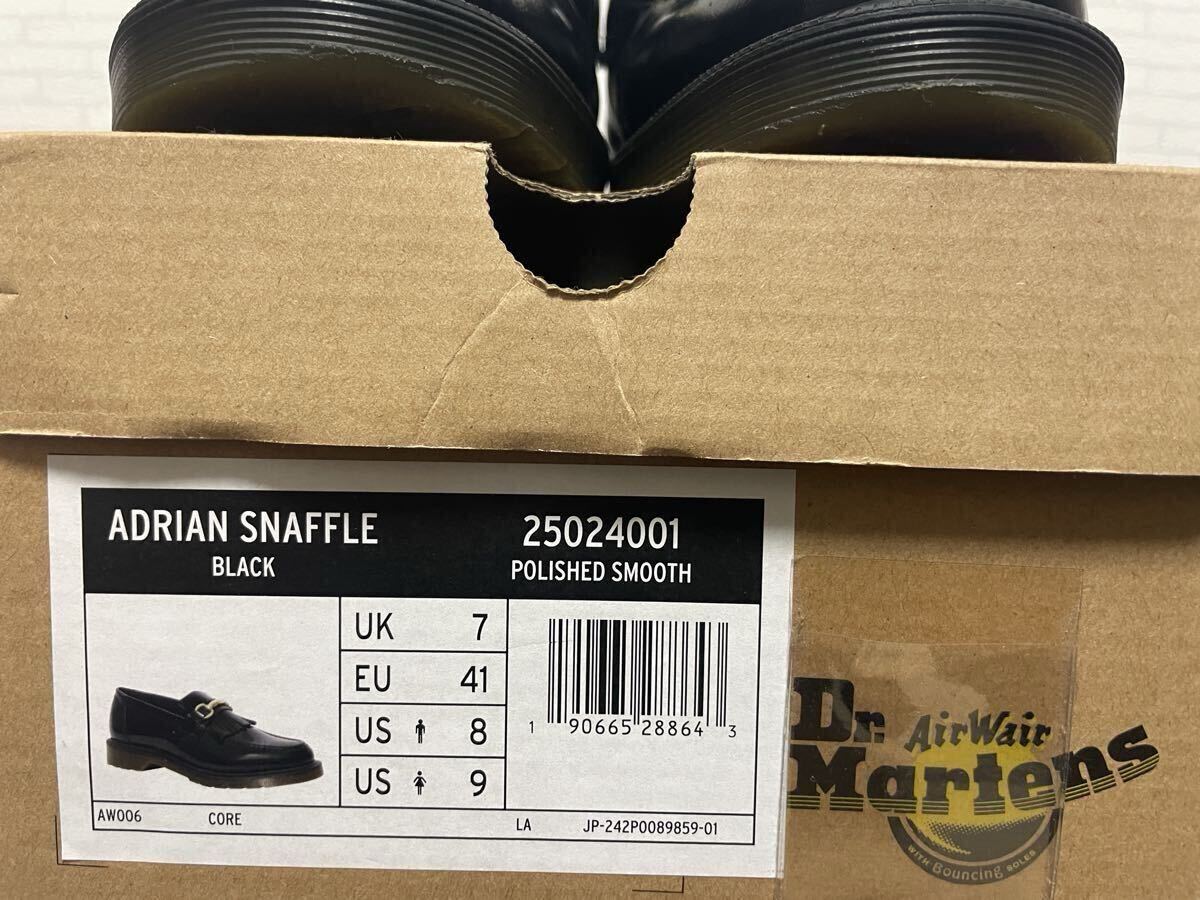 ADRIAN SNAFFLE
BLACK
25024001
POLISHED SMOOTH
UK 7
EU 41
US 8
US 9
1 90665 28864 3
AW006 CORE LA JP-242P0089859-01
Dr. AirWair
Martens
WITH Bouncing SOLES